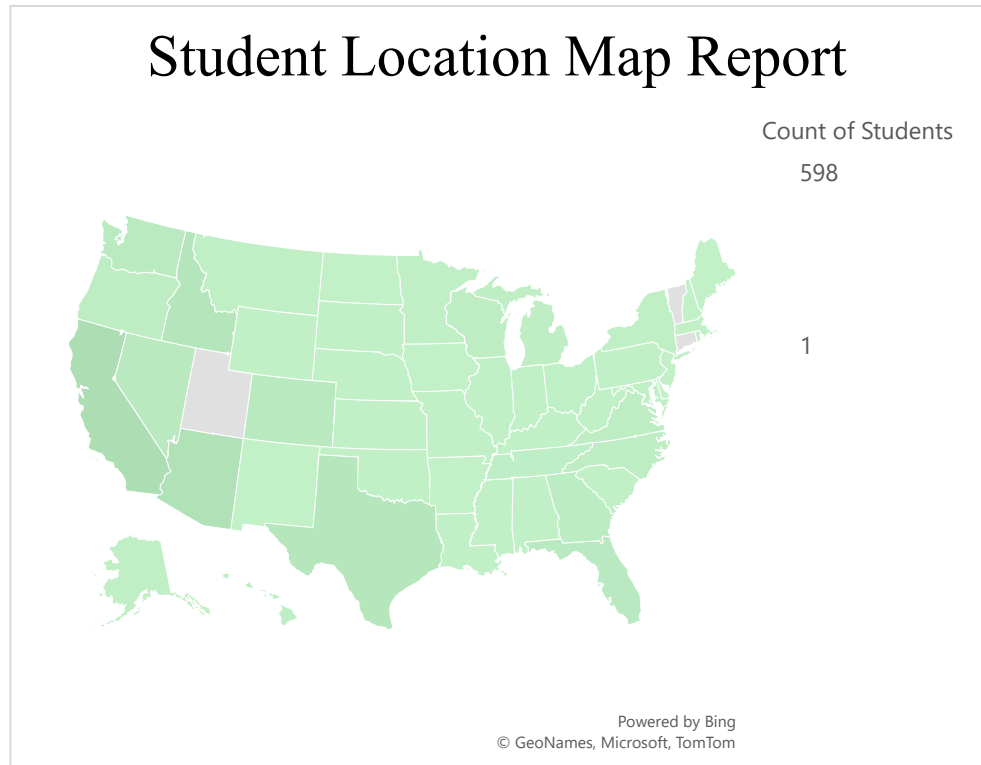 Student Location Map Report
Count of Students
598
1
Powered by Bing
© GeoNames, Microsoft, TomTom